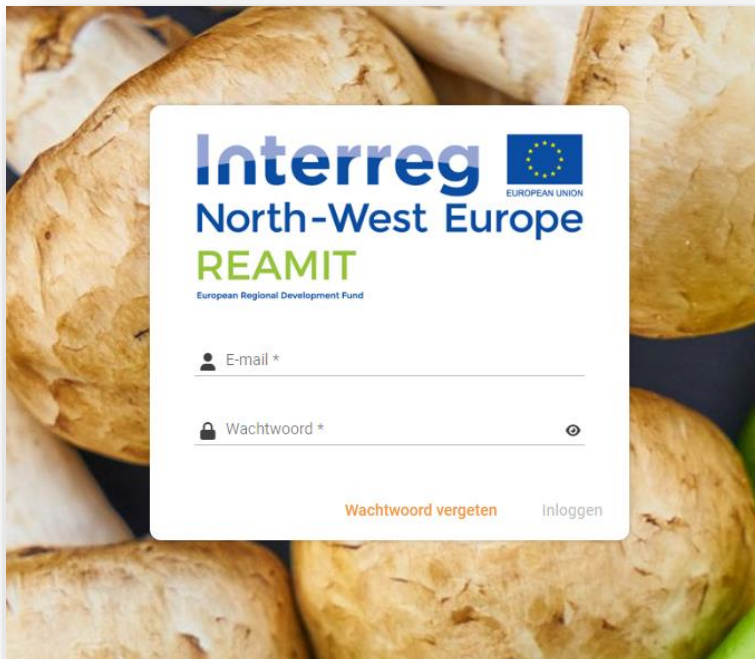 Interreg
EUROPEAN UNION
North-West Europe
REAMIT
European Regional Development Fund
E-mail *
Wachtwoord *
Wachtwoord vergeten
Inloggen